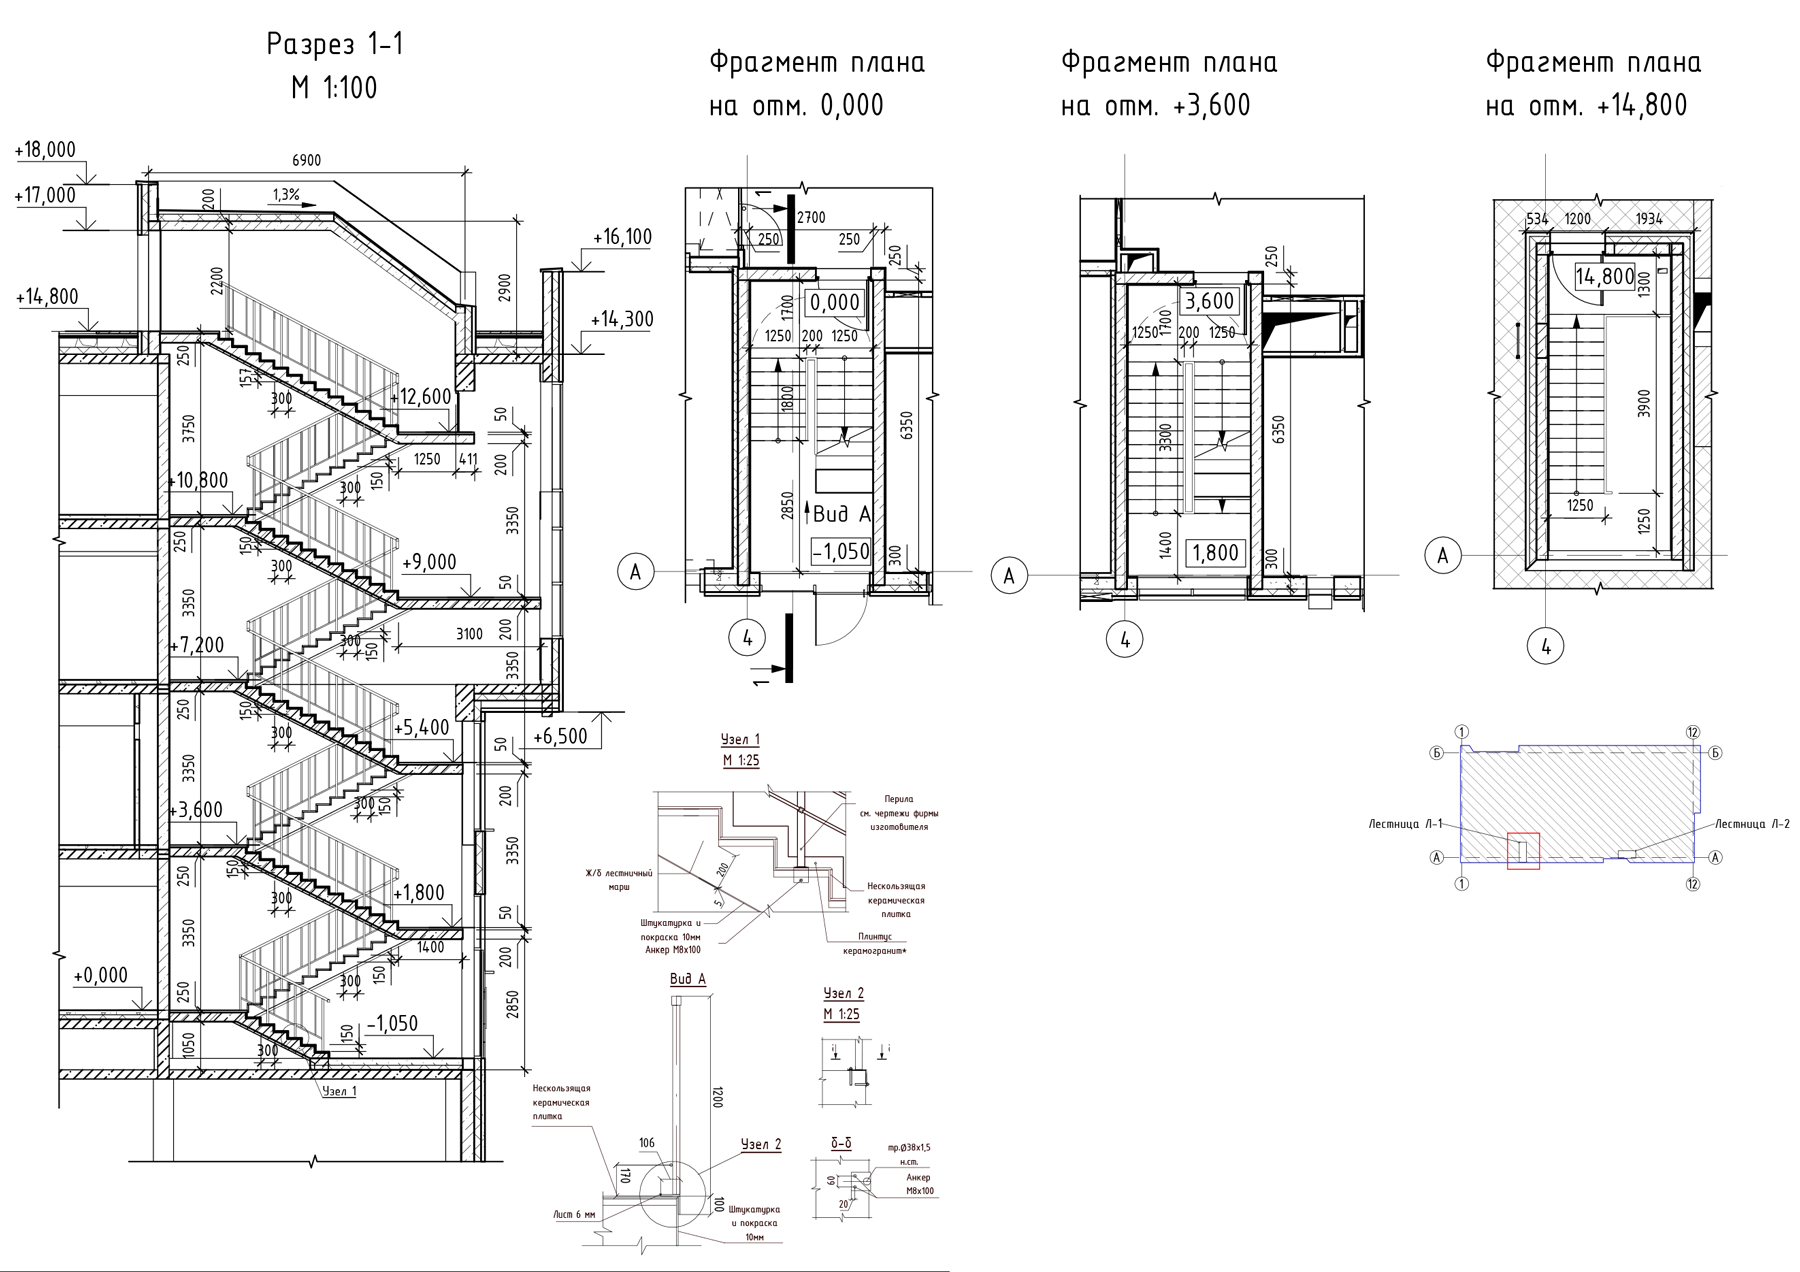 Разрез 1-1
М 1:100
Фрагмент плана
на отм. 0,000
Фрагмент плана
на отм. +3,600
Фрагмент плана
на отм. +14,800
+18,000
+17,000
+14,800
6900
200
1,3%
2200
2900
+16,100
+14,300
250
157
300
3750
+12,600
50
1250
411
200
150
300
+10,800
250
150
300
3350
3350
+9,000
50
3100
200
300
150
+7,200
3350
250
150
300
3350
+6,500
+5,400
50
200
300
150
+3,600
250
150
300
3350
3350
+1,800
50
1400
200
300
150
+0,000
250
2850
-1,050
150
300
1050
Узел 1
1
2700
250
250
250
0,000
1700
1250
200
1250
1800
6350
2850
Вид А
-1,050
300
А
4
1
250
3,600
1700
1250
200
1250
3300
6350
1400
1,800
300
А
4
534
1200
1934
14,800
1300
3900
1250
1250
А
4
Узел 1
М 1:25
Перила
см. чертежи фирмы
изготовителя
Ж/б лестничный
марш
200
5
Нескользящая
керамическая
плитка
Штукатурка и
покраска 10мм
Анкер М8х100
Плинтус
керамогранит*
Вид А
1200
Нескользящая
керамическая
плитка
106
170
Узел 2
100
Лист 6 мм
Штукатурка
и покраска
10мм
Узел 2
М 1:25
б-б
тр.Ø38х1,5
н.ст.
Анкер
М8х100
60
20
1
12
Б
Б
Лестница Л-1
Лестница Л-2
А
А
1
12